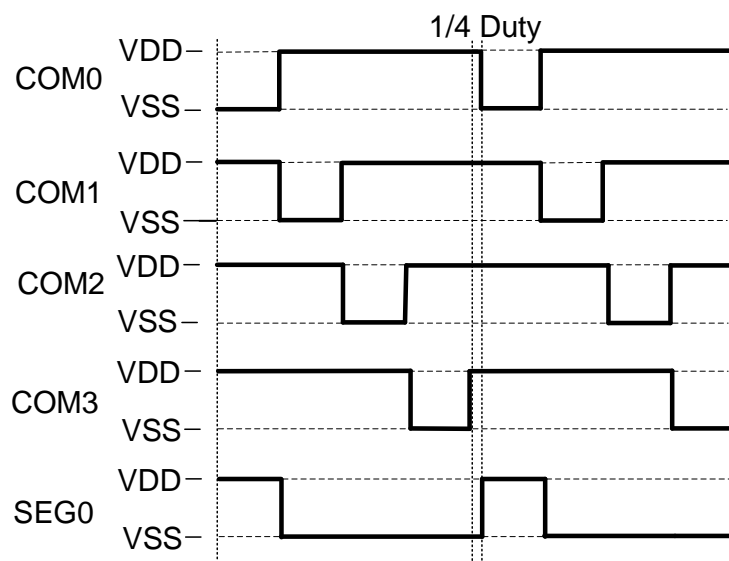 1/4 Duty
VDD
COM0
VSS
VDD
COM1
VSS
VDD
COM2
VSS
VDD
COM3
VSS
VDD
SEG0
VSS